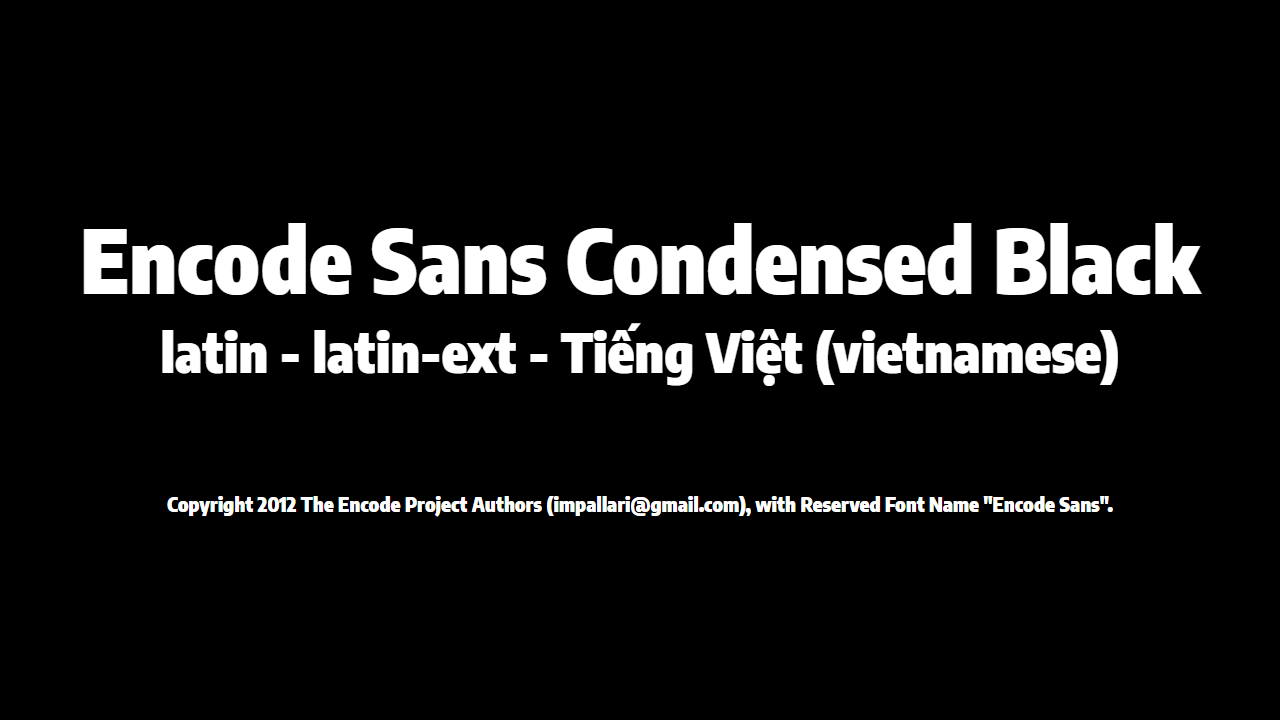 Encode Sans Condensed Black
latin - latin-ext - Tiếng Việt (vietnamese)
Copyright 2012 The Encode Project Authors (impallari@gmail.com), with Reserved Font Name "Encode Sans".